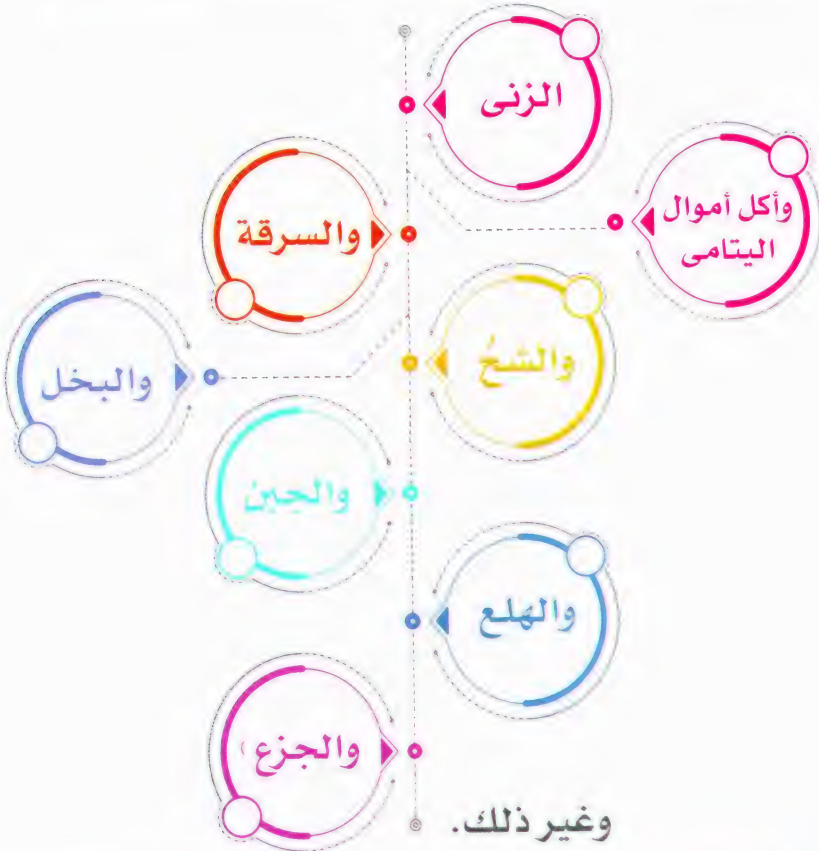 الزنى
وأكل أموال
اليتامى
والسرقة
والشحُّ
والبخل
والجبن
والهلع
والجزع
وغير ذلك.